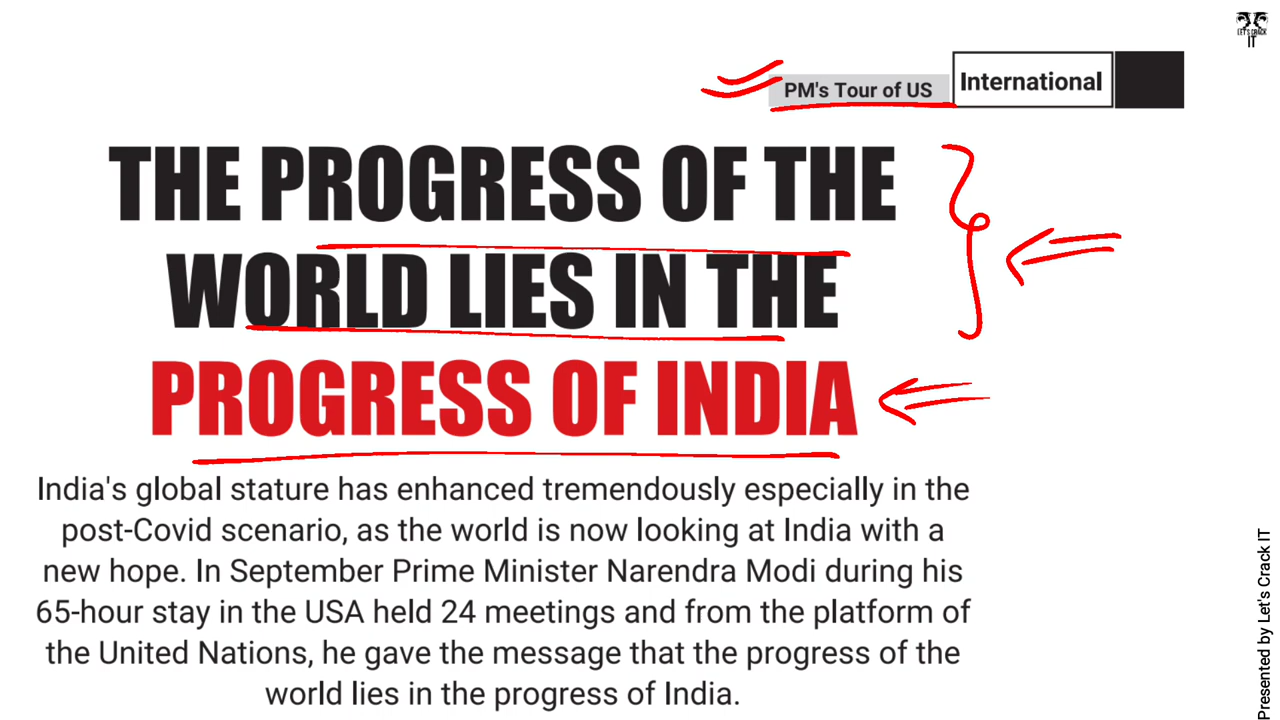 LET'S CRACK
IT
PM's Tour of US
International
THE PROGRESS OF THE
WORLD LIES IN THE
PROGRESS OF INDIA
India's global stature has enhanced tremendously especially in the
post-Covid scenario, as the world is now looking at India with a
new hope. In September Prime Minister Narendra Modi during his
65-hour stay in the USA held 24 meetings and from the platform of
the United Nations, he gave the message that the progress of the
world lies in the progress of India.
Presented by Let's Crack IT